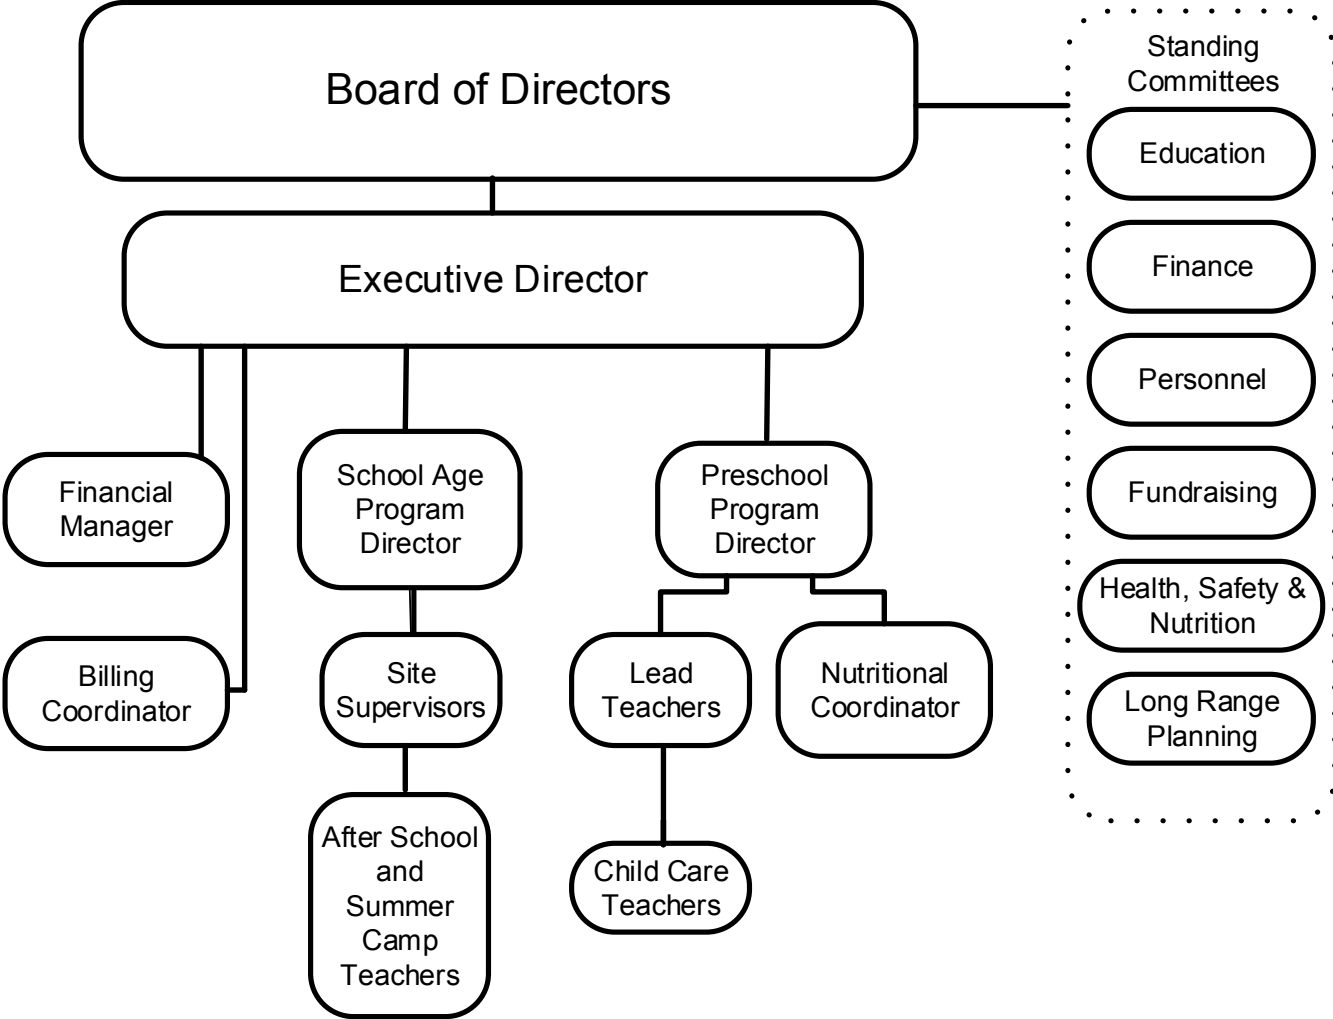 Board of Directors
Executive Director
Financial
Manager
Billing
Coordinator
School Age
Program
Director
Site
Supervisors
After School
and
Summer
Camp
Teachers
Preschool
Program
Director
Lead
Teachers
Child Care
Teachers
Nutritional
Coordinator
Standing
Committees
Education
Finance
Personnel
Fundraising
Health, Safety &
Nutrition
Long Range
Planning